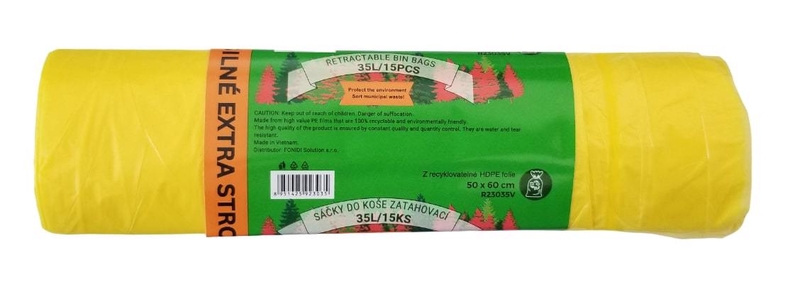 SILNÉ EXTRA STRO
R23035V
RETRACTABLE BIN BAGS
35L/15PCS
Protect the environment
Sort municipal waste!
CAUTION: Keep out of reach of children. Danger of suffocation.
Made from high value PE films that are 100% recyclable and environmentally friendly.
The high quality of the product is ensured by constant quality and quantity control. They are water and tear
resistant.
Made in Vietnam.
Distributor: FONIDI Solution s.r.o.
Z recyklovatelné HDPE folie
50 x 60 cm
R23035V
SÁČKY DO KOŠE ZATAHOVACÍ
35L/15KS